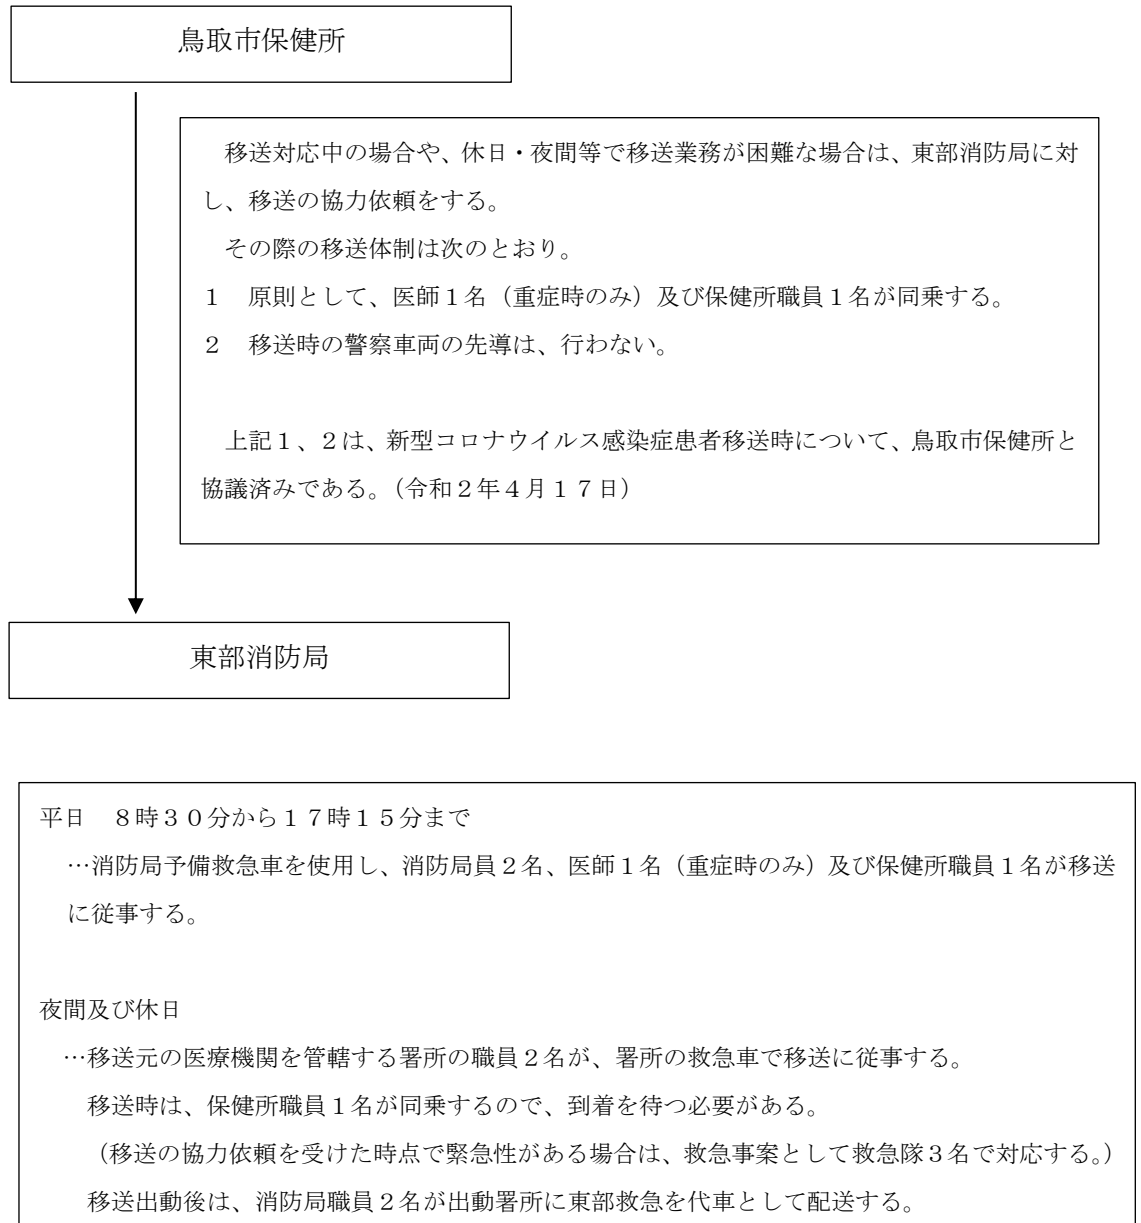 鳥取市保健所
移送対応中の場合や、休日・夜間等で移送業務が困難な場合は、東部消防局に対
し、移送の協力依頼をする。
その際の移送体制は次のとおり。
１　原則として、医師１名（重症時のみ）及び保健所職員１名が同乗する。
２　移送時の警察車両の先導は、行わない。
上記１、２は、新型コロナウイルス感染症患者移送時について、鳥取市保健所と
協議済みである。（令和２年４月１７日）
東部消防局
平日　８時３０分から１７時１５分まで
…消防局予備救急車を使用し、消防局員２名、医師１名（重症時のみ）及び保健所職員１名が移送
に従事する。
夜間及び休日
…移送元の医療機関を管轄する署所の職員２名が、署所の救急車で移送に従事する。
移送時は、保健所職員１名が同乗するので、到着を待つ必要がある。
（移送の協力依頼を受けた時点で緊急性がある場合は、救急事案として救急隊３名で対応する。）
移送出動後は、消防局職員２名が出動署所に東部救急を代車として配送する。